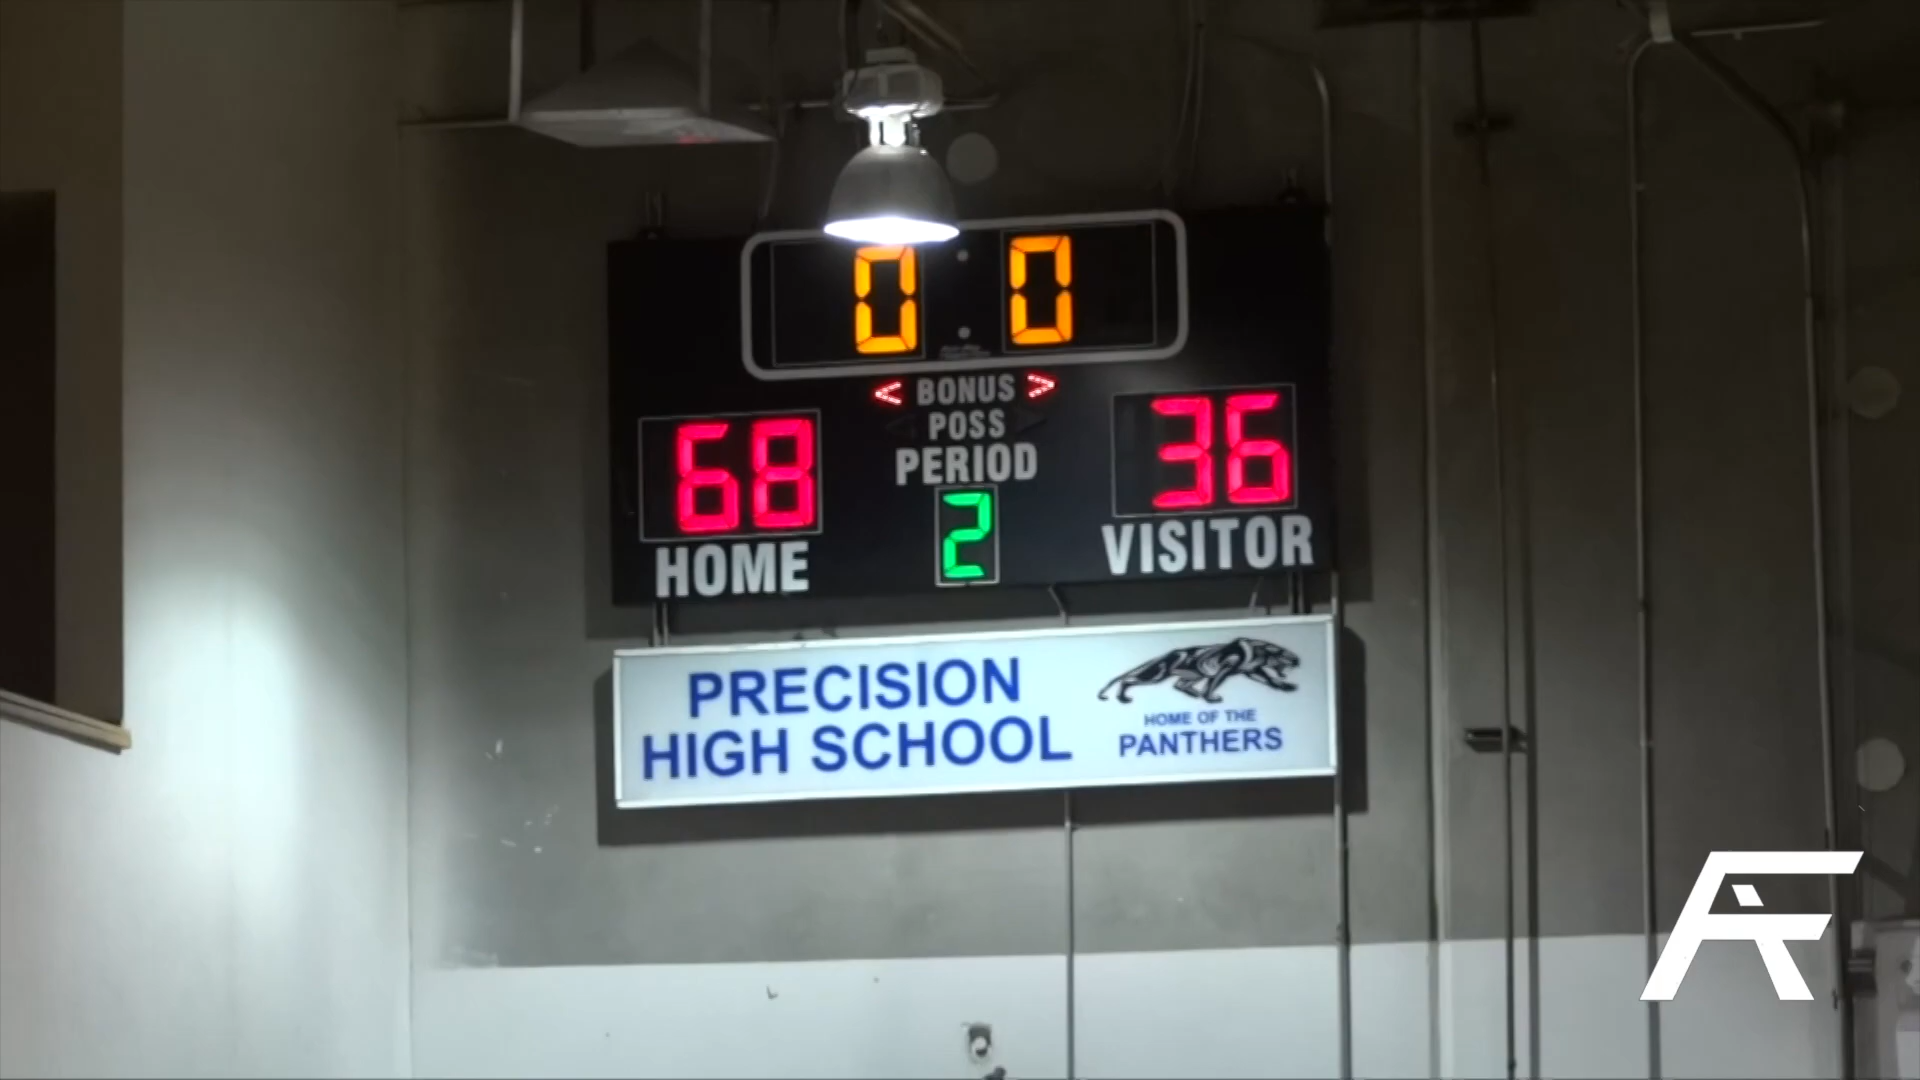 0 : 0
< BONUS >
POSS
PERIOD
68
36
2
HOME
VISITOR
PRECISION
HIGH SCHOOL
HOME OF THE
PANTHERS